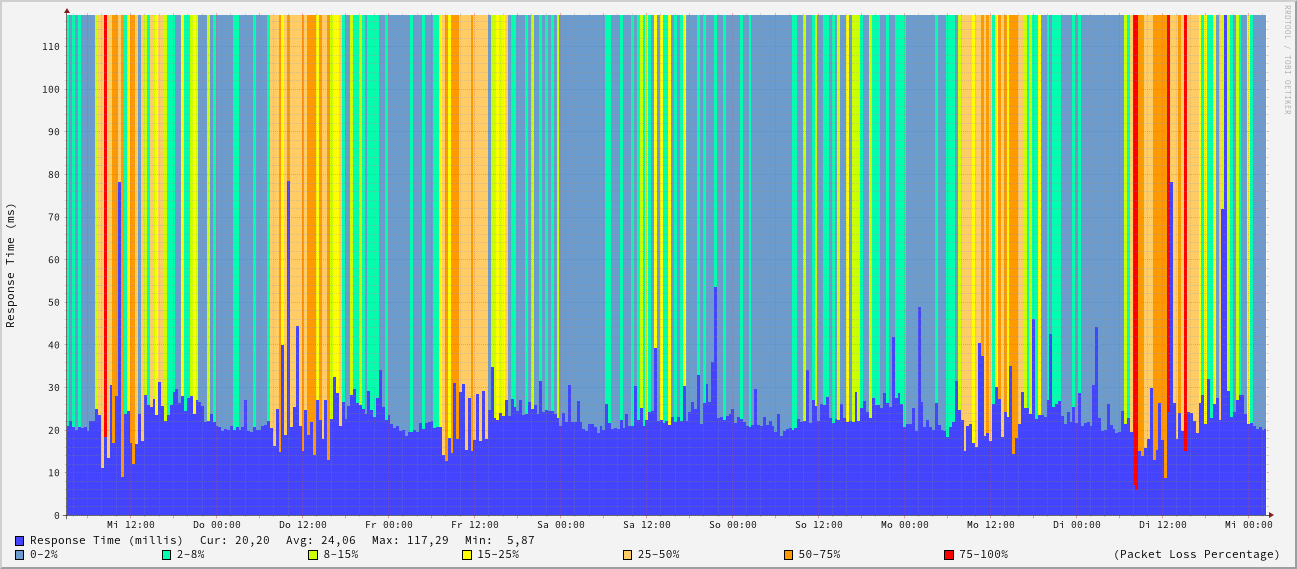 RRDTOOL / TOBI OETIKER
Response Time (ms)
110
100
90
80
70
60
50
40
30
20
10
0
Mi 12:00 Do 00:00 Do 12:00 Fr 00:00 Fr 12:00 Sa 00:00 Sa 12:00 So 00:00 So 12:00 Mo 00:00 Mo 12:00 Di 00:00 Di 12:00 Mi 00:00
Response Time (millis) Cur: 20,20 Avg: 24,06 Max: 117,29 Min: 5,87
0-2% 2-8% 8-15% 15-25% 25-50% 50-75% 75-100% (Packet Loss Percentage)